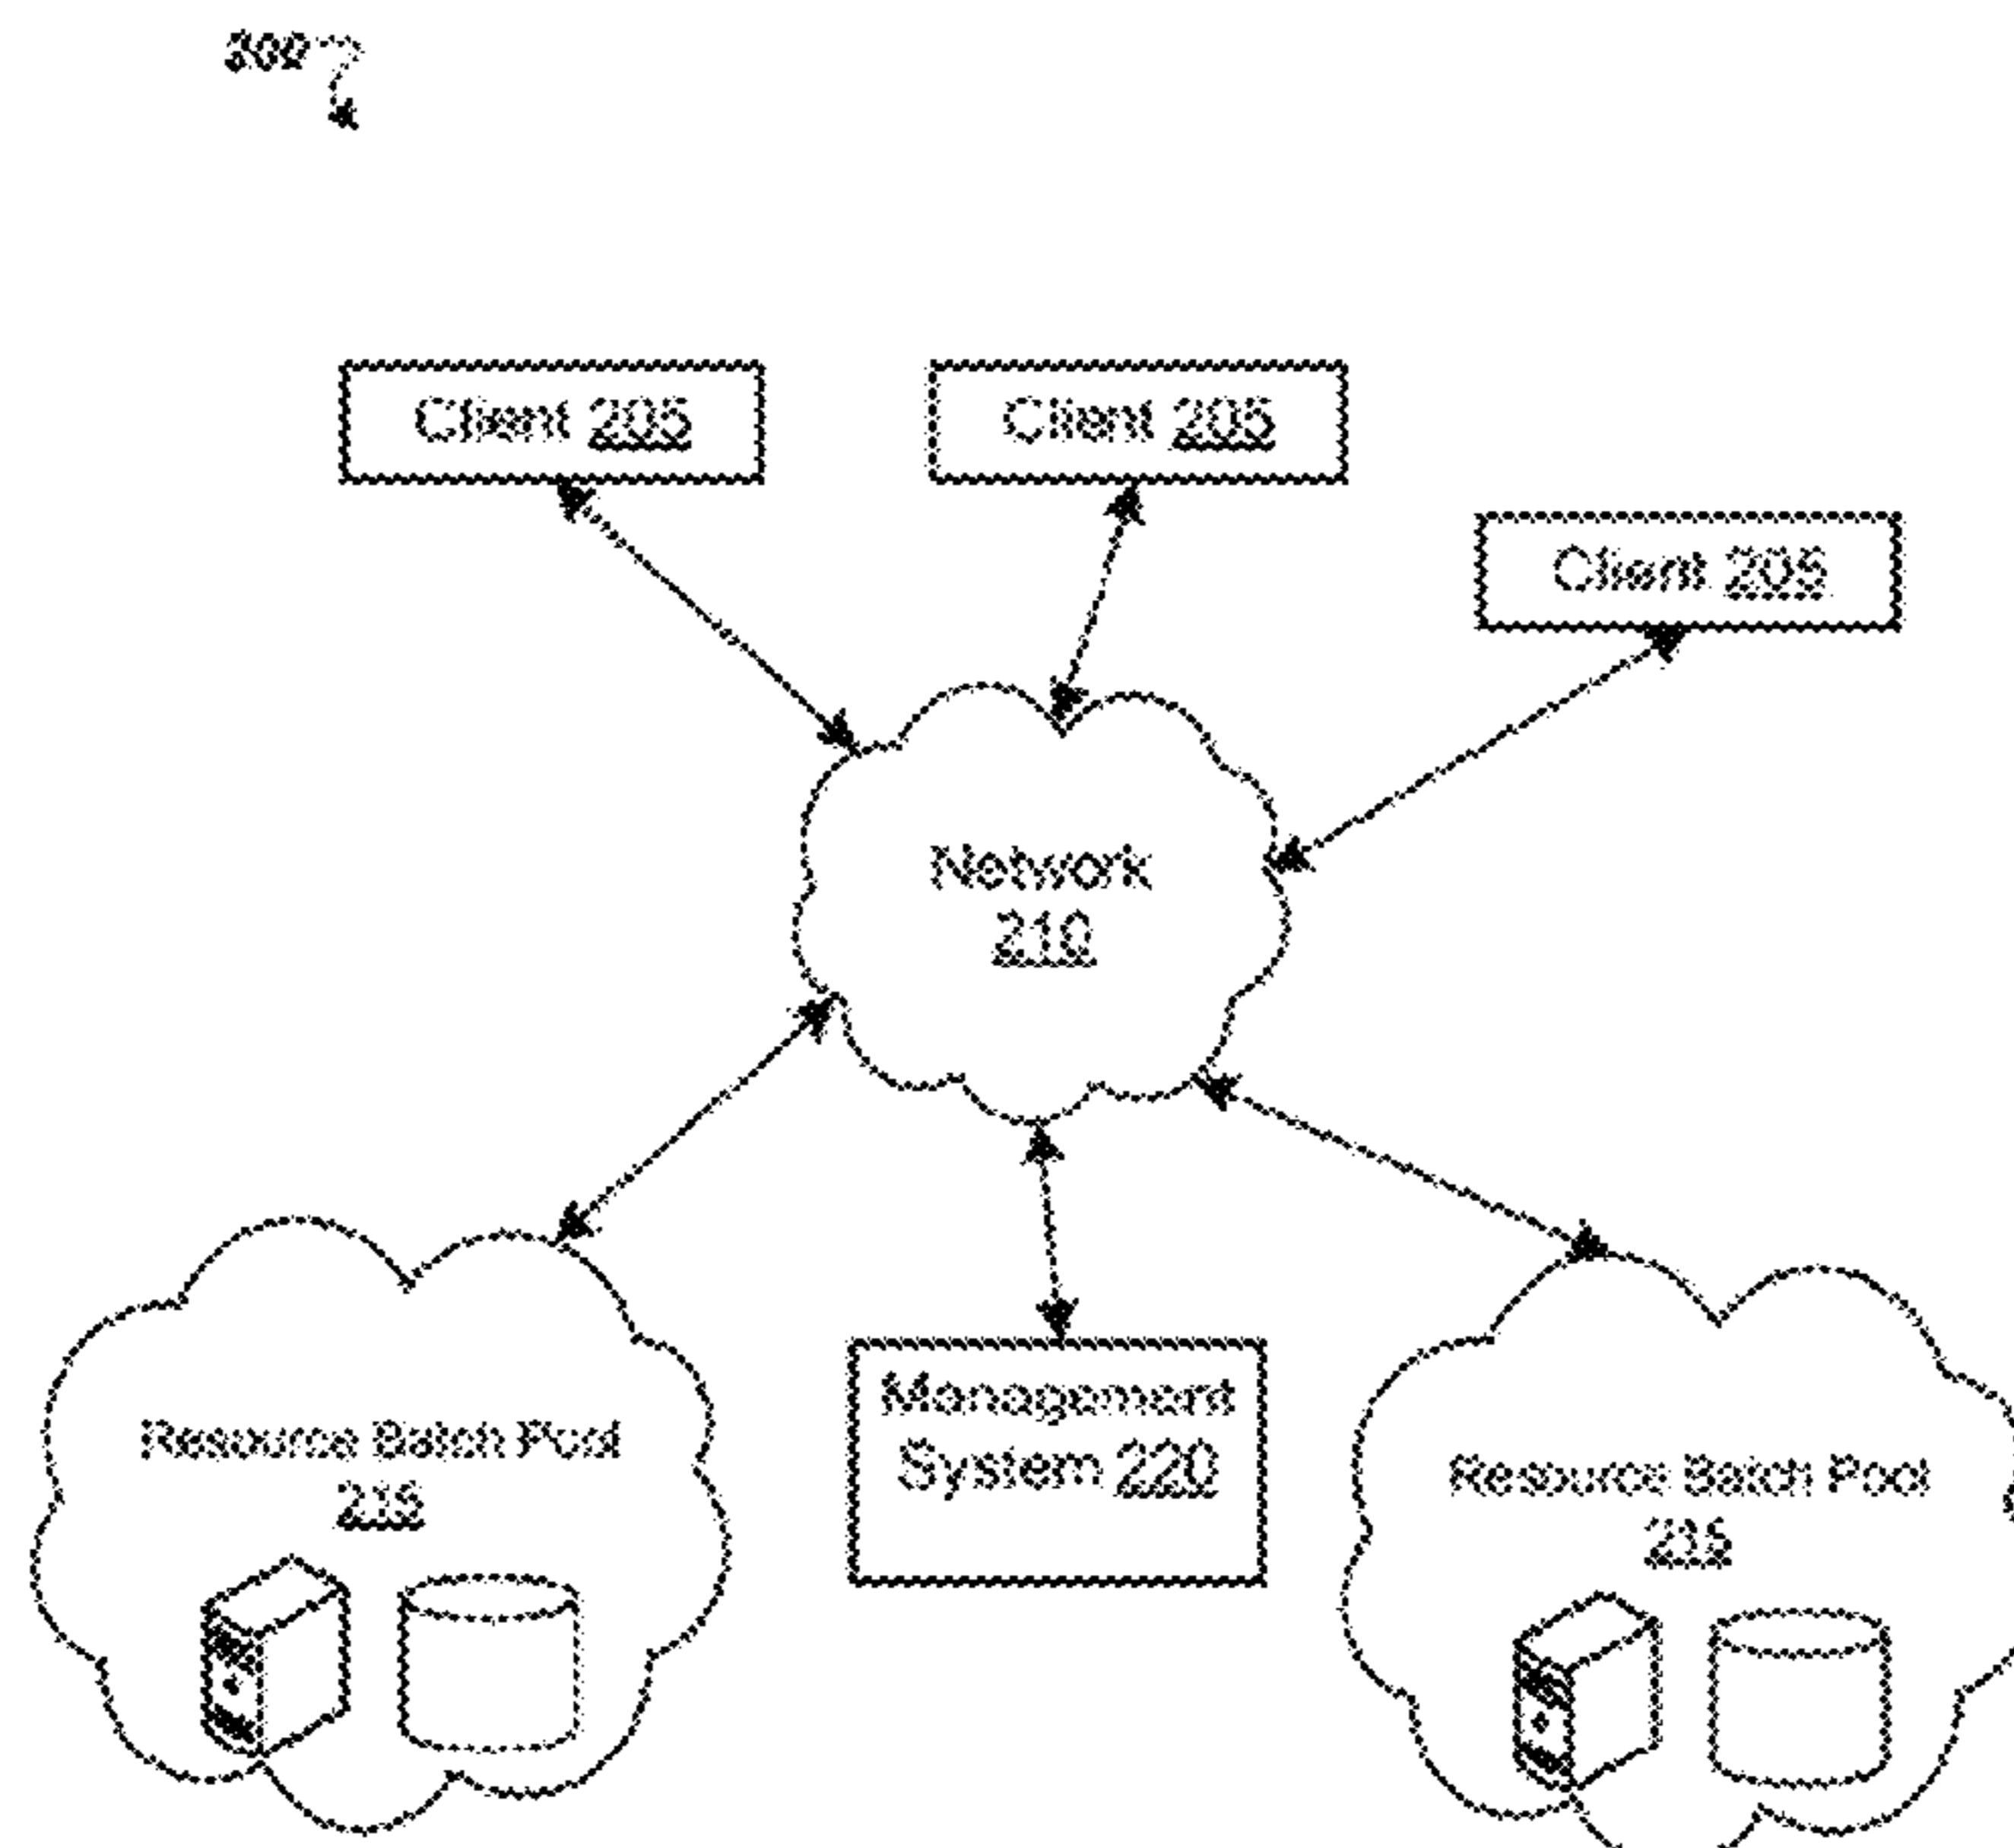 200
Client 205
Client 205
Client 205
Network
210
Resource Batch Pool
215
Management
System 220
Resource Batch Pool
215